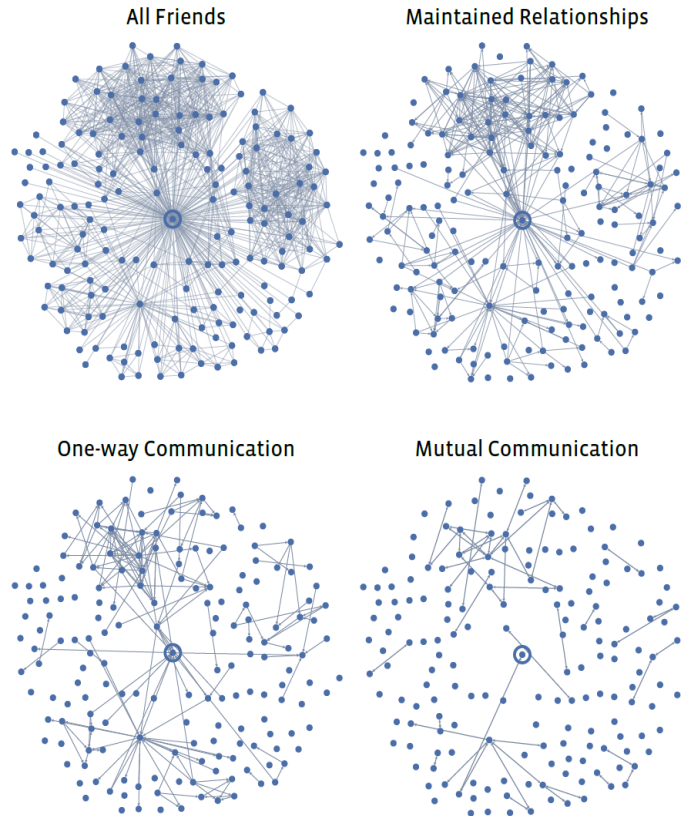 All Friends
Maintained Relationships
One-way Communication
Mutual Communication